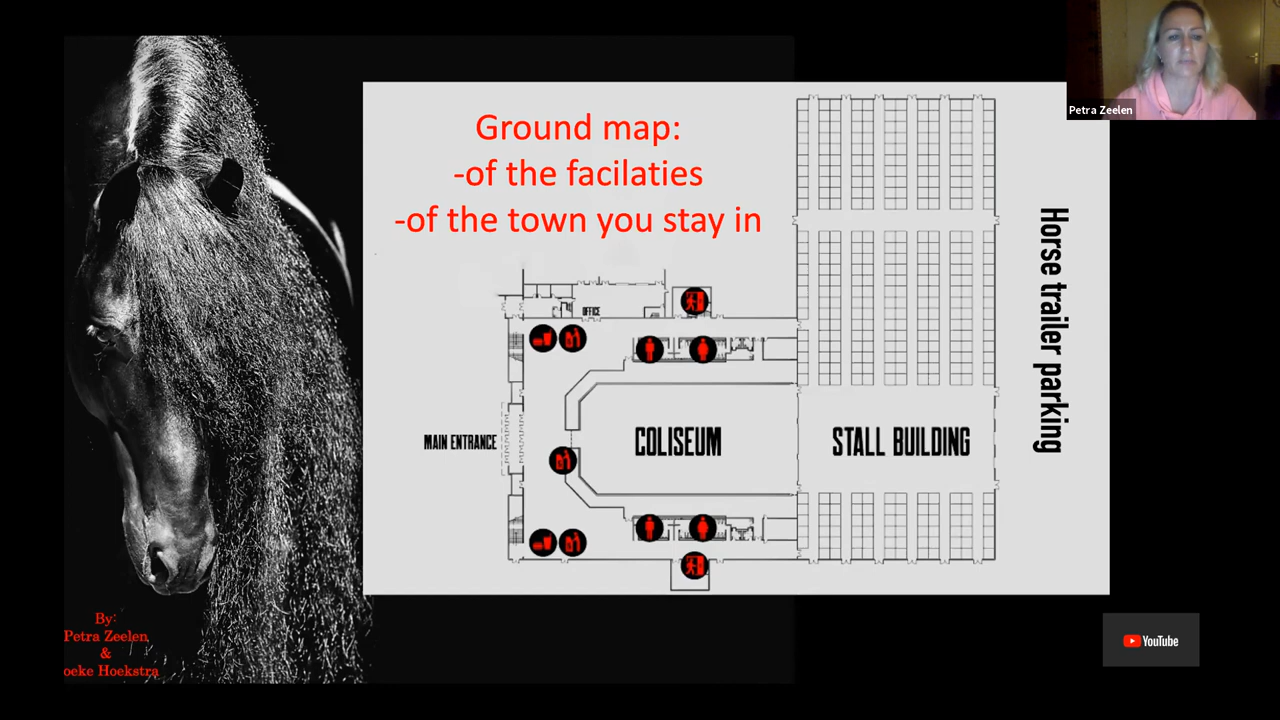 Petra Zeelen
Ground map:
-of the facilaties
-of the town you stay in
Horse trailer parking
OFFICE
MAIN ENTRANCE
COLISEUM
STALL BUILDING
By:
Petra Zeelen
&
oeke Hoekstra
YouTube